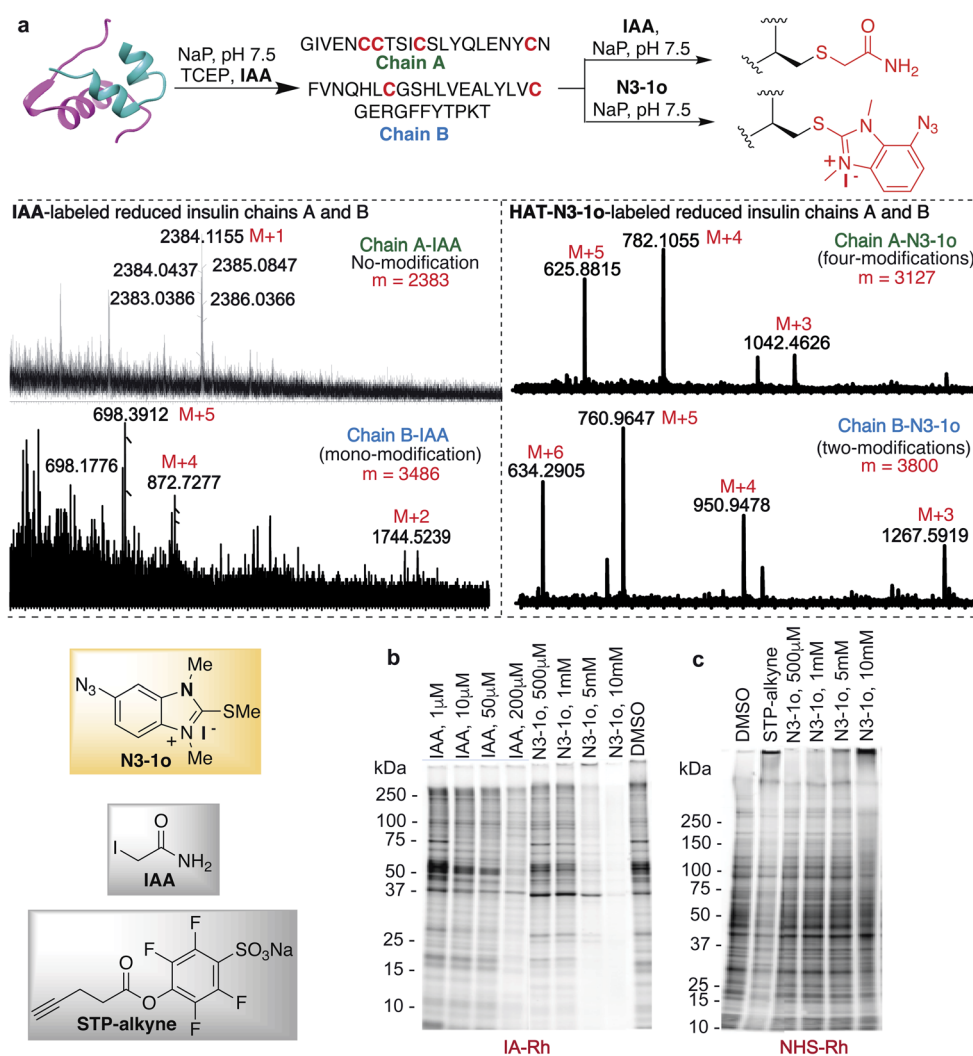 a
NaP, pH 7.5
TCEP, IAA
GIVENCCTSICSLYQLENYCN
Chain A
FVNQHLCGSHLVEALYLVC
GERGFFYTPKT
Chain B
IAA,
NaP, pH 7.5
N3-1o
NaP, pH 7.5
S
O
NH2
S
N
N3
N
+
I -
IAA-labeled reduced insulin chains A and B
2384.1155 M+1
2384.0437
2385.0847
2383.0386
2386.0366
Chain A-IAA
No-modification
m = 2383
698.3912 M+5
698.1776
M+4
872.7277
M+2
1744.5239
Chain B-IAA
(mono-modification)
m = 3486
HAT-N3-1o-labeled reduced insulin chains A and B
M+5
625.8815
782.1055 M+4
M+3
1042.4626
Chain A-N3-1o
(four-modifications)
m = 3127
M+6
634.2905
760.9647 M+5
M+4
950.9478
M+3
1267.5919
Chain B-N3-1o
(two-modifications)
m = 3800
N3
Me
N
SMe
N
+
I -
Me
N3-1o
O
I
NH2
IAA
F
F
SO3Na
O
O
F
F
STP-alkyne
b
IAA, 1μM
IAA, 10μM
IAA, 50μM
IAA, 200μM
N3-1o, 500μM
N3-1o, 1mM
N3-1o, 5mM
N3-1o, 10mM
DMSO
kDa
250 -
100 -
75 -
50 -
37 -
25 -
15 -
10 -
IA-Rh
c
DMSO
STP-alkyne
N3-1o, 500μM
N3-1o, 1mM
N3-1o, 5mM
N3-1o, 10mM
kDa
250 -
150 -
100 -
75 -
50 -
37 -
25 -
15 -
10 -
NHS-Rh